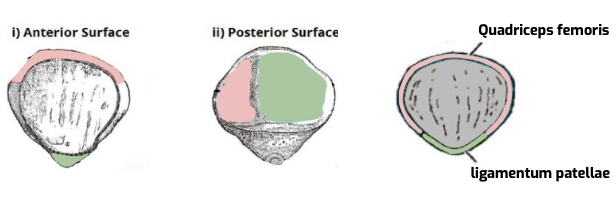 i) Anterior Surface
ii) Posterior Surface
Quadriceps femoris
ligamentum patellae